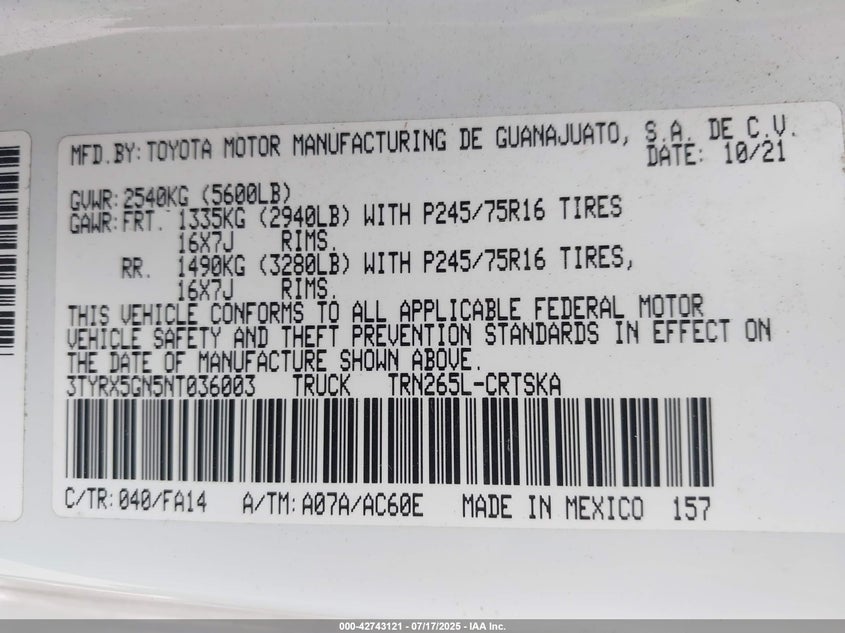 MFD.BY:TOYOTA MOTOR MANUFACTURING DE GUANAJUATO, S.A. DE C.V.
DATE: 10/21
GVWR:2540KG (5600LB)
GAWR:FRT. 1335KG (2940LB) WITH P245/75R16 TIRES
16X7J RIMS.
RR. 1490KG (3280LB) WITH P245/75R16 TIRES,
16X7J RIMS.
THIS VEHICLE CONFORMS TO ALL APPLICABLE FEDERAL MOTOR
VEHICLE SAFETY AND THEFT PREVENTION STANDARDS IN EFFECT ON
THE DATE OF MANUFACTURE SHOWN ABOVE.
3TYRX5GN5NT036003 TRUCK TRN265L-CRTSKA
C/TR:040/FA14 A/TM:A07A/AC60E MADE IN MEXICO 157
000-42743121 - 07/17/2025 - IAA Inc.